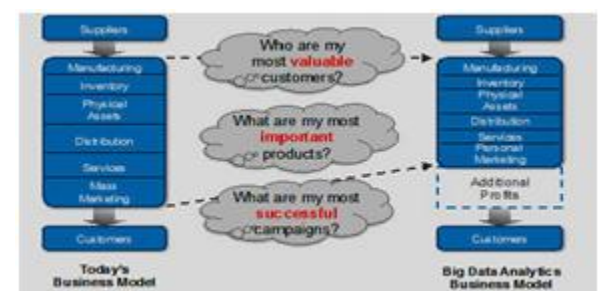 Suppliers
Manufacturing
Inventory
Physical
Assets
Distribution
Services
Mass
Marketing
Customers
Today's
Business Model
Who are my
most valuable
customers?
What are my most
important
products?
What are my most
successful
campaigns?
Suppliers
Manufacturing
Inventory
Physical
Assets
Distribution
Services
Personal
Marketing
Additional
Profits
Customers
Big Data Analytics
Business Model